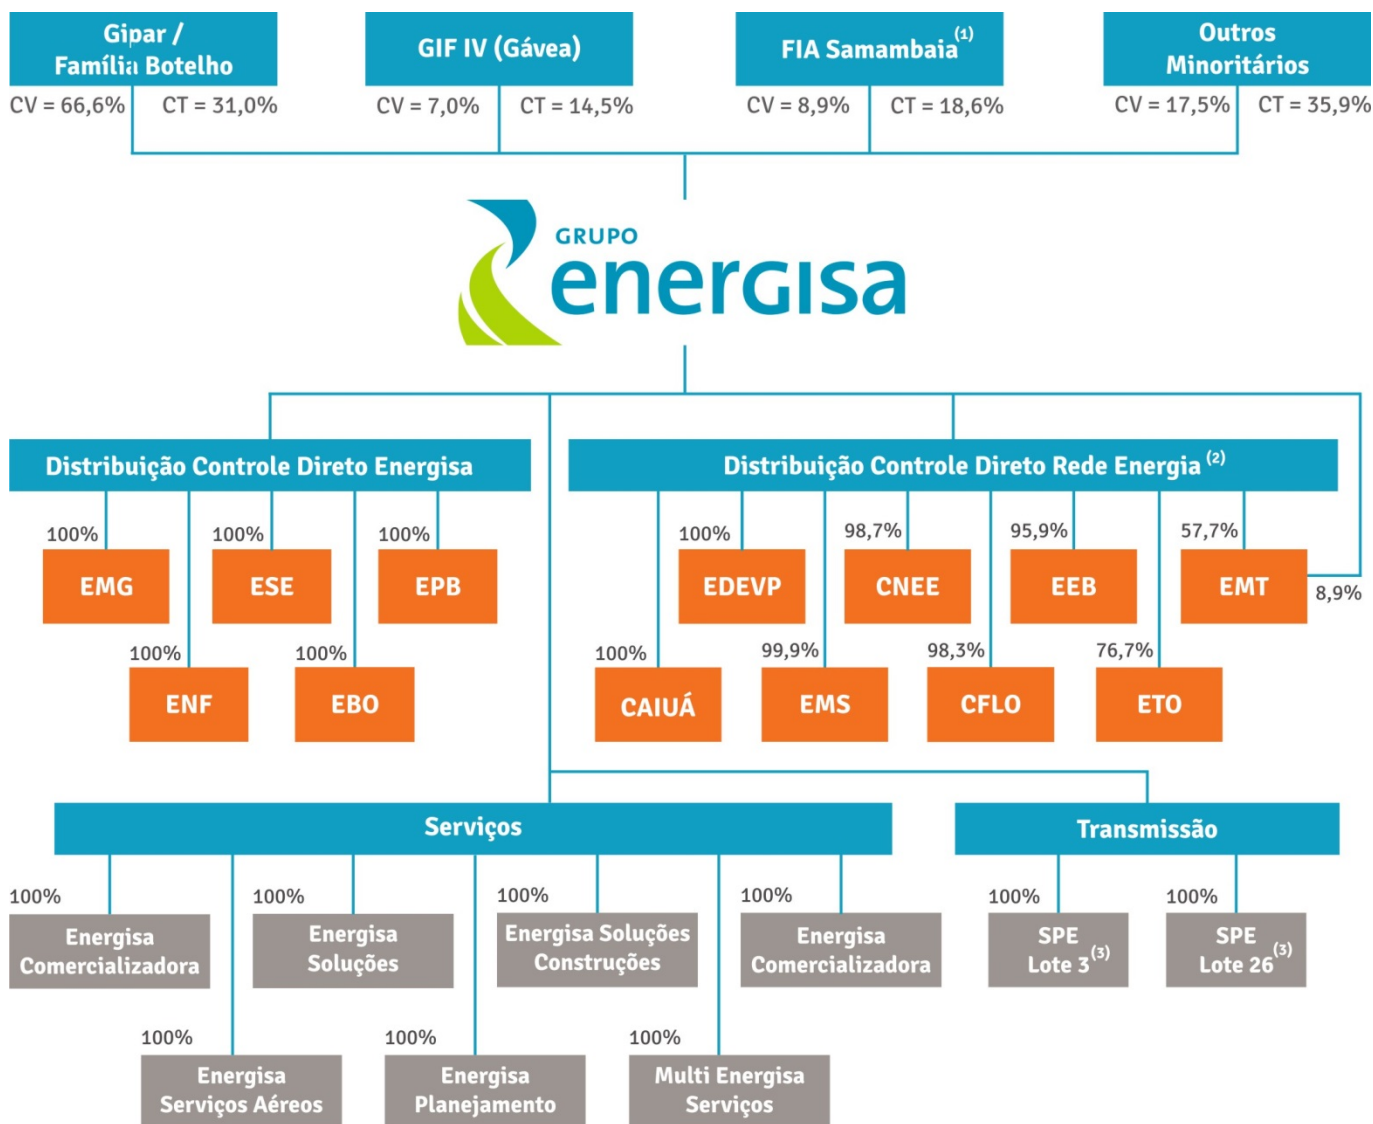 Gipar /
Família Botelho
GIF IV (Gávea)
FIA Samambaia (1)
Outros
Minoritários
CV = 66,6% CT = 31,0%
CV = 7,0% CT = 14,5%
CV = 8,9% CT = 18,6%
CV = 17,5% CT = 35,9%
GRUPO
energisa
Distribuição Controle Direto Energisa
Distribuição Controle Direto Rede Energia (2)
100%
EMG
100%
ESE
100%
EPB
100%
ENF
100%
EBO
100%
EDEVP
98,7%
CNEE
95,9%
EEB
57,7%
EMT
8,9%
100%
CAIUÁ
99,9%
EMS
98,3%
CFLO
76,7%
ETO
Serviços
Transmissão
100%
Energisa
Comercializadora
100%
Energisa
Soluções
100%
Energisa Soluções
Construções
100%
Energisa
Comercializadora
100%
SPE
Lote 3 (3)
100%
SPE
Lote 26 (3)
100%
Energisa
Serviços Aéreos
100%
Energisa
Planejamento
100%
Multi Energisa
Serviços